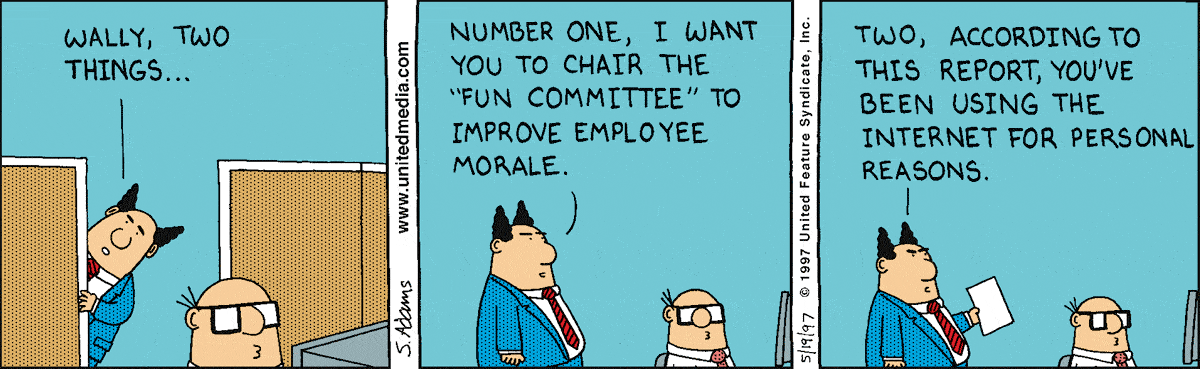 WALLY, TWO
THINGS...
S. Adams
www.unitedmedia.com
NUMBER ONE, I WANT
YOU TO CHAIR THE
"FUN COMMITTEE" TO
IMPROVE EMPLOYEE
MORALE.
5/19/97 © 1997 United Feature Syndicate, Inc.
TWO, ACCORDING TO
THIS REPORT, YOU'VE
BEEN USING THE
INTERNET FOR PERSONAL
REASONS.